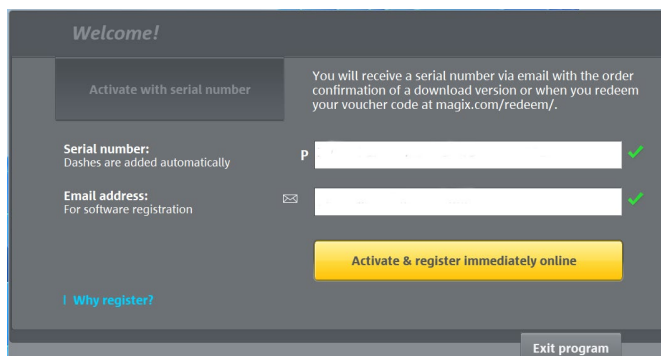 Welcome!
Activate with serial number
You will receive a serial number via email with the order
confirmation of a download version or when you redeem
your voucher code at magix.com/redeem/.
Serial number:
Dashes are added automatically
P
Email address:
For software registration
Activate & register immediately online
Why register?
Exit program